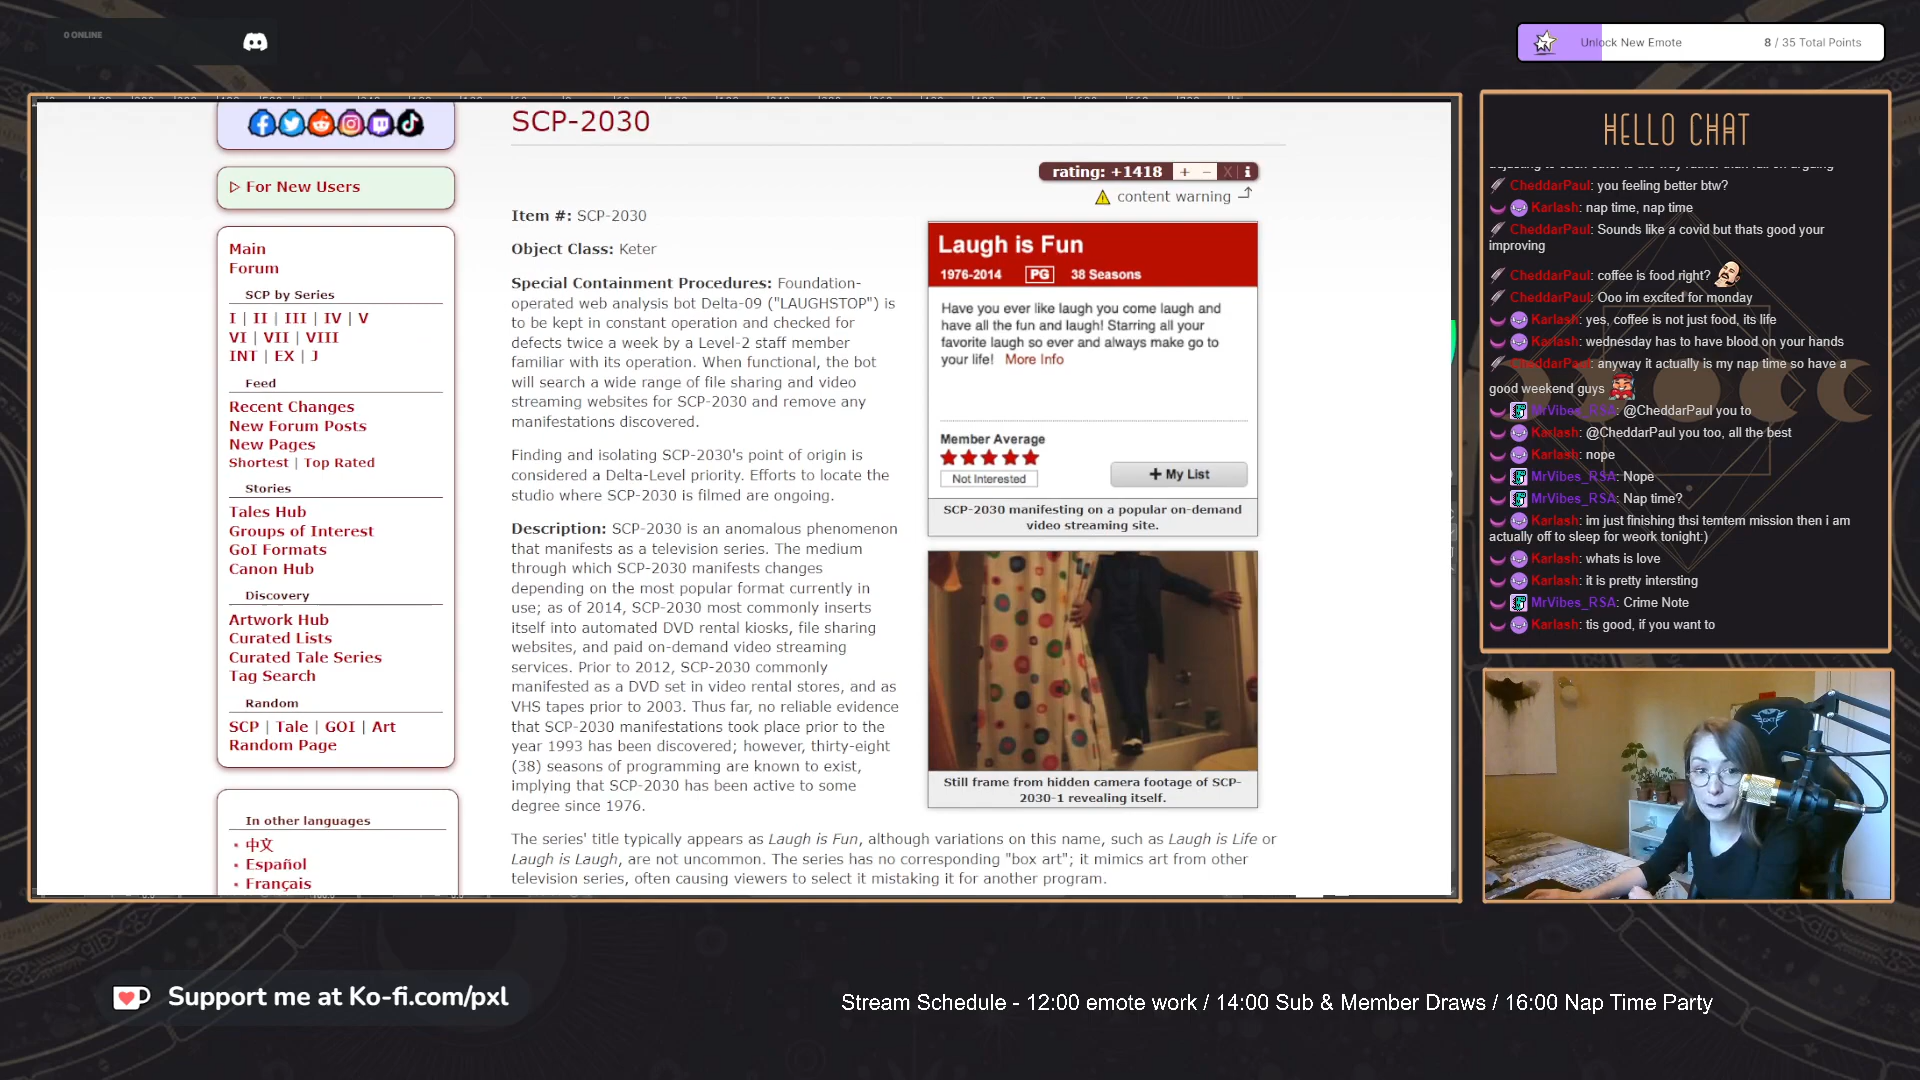 0 ONLINE
Unlock New Emote
8 / 35 Total Points
SCP-2030
rating: +1418 + − X i
content warning
For New Users
Main
Forum
SCP by Series
I | II | III | IV | V
VI | VII | VIII
INT | EX | J
Feed
Recent Changes
New Forum Posts
New Pages
Shortest | Top Rated
Stories
Tales Hub
Groups of Interest
GoI Formats
Canon Hub
Discovery
Artwork Hub
Curated Lists
Curated Tale Series
Tag Search
Random
SCP | Tale | GOI | Art
Random Page
In other languages
中文
Español
Français
Item #: SCP-2030
Object Class: Keter
Special Containment Procedures: Foundation-
operated web analysis bot Delta-09 ("LAUGHSTOP") is
to be kept in constant operation and checked for
defects twice a week by a Level-2 staff member
familiar with its operation. When functional, the bot
will search a wide range of file sharing and video
streaming websites for SCP-2030 and remove any
manifestations discovered.
Finding and isolating SCP-2030's point of origin is
considered a Delta-Level priority. Efforts to locate the
studio where SCP-2030 is filmed are ongoing.
Description: SCP-2030 is an anomalous phenomenon
that manifests as a television series. The medium
through which SCP-2030 manifests changes
depending on the most popular format currently in
use; as of 2014, SCP-2030 most commonly inserts
itself into automated DVD rental kiosks, file sharing
websites, and paid on-demand video streaming
services. Prior to 2012, SCP-2030 commonly
manifested as a DVD set in video rental stores, and as
VHS tapes prior to 2003. Thus far, no reliable evidence
that SCP-2030 manifestations took place prior to the
year 1993 has been discovered; however, thirty-eight
(38) seasons of programming are known to exist,
implying that SCP-2030 has been active to some
degree since 1976.
The series' title typically appears as Laugh is Fun, although variations on this name, such as Laugh is Life or
Laugh is Laugh, are not uncommon. The series has no corresponding "box art"; it mimics art from other
television series, often causing viewers to select it mistaking it for another program.
Laugh is Fun
1976-2014 PG 38 Seasons
Have you ever like laugh you come laugh and
have all the fun and laugh! Starring all your
favorite laugh so ever and always make go to
your life! More Info
Member Average
Not Interested
+ My List
SCP-2030 manifesting on a popular on-demand
video streaming site.
Still frame from hidden camera footage of SCP-
2030-1 revealing itself.
HELLO CHAT
CheddarPaul: you feeling better btw?
Karlash: nap time, nap time
CheddarPaul: Sounds like a covid but thats good your
improving
CheddarPaul: coffee is food right?
CheddarPaul: Ooo im excited for monday
Karlash: yes, coffee is not just food, its life
Karlash: wednesday has to have blood on your hands
CheddarPaul: anyway it actually is my nap time so have a
good weekend guys
MrVibes_RSA: @CheddarPaul you to
Karlash: @CheddarPaul you too, all the best
Karlash: nope
MrVibes_RSA: Nope
MrVibes_RSA: Nap time?
Karlash: im just finishing thsi temtem mission then i am
actually off to sleep for weork tonight:)
Karlash: whats is love
Karlash: it is pretty intersting
MrVibes_RSA: Crime Note
Karlash: tis good, if you want to
Support me at Ko-fi.com/pxl
Stream Schedule - 12:00 emote work / 14:00 Sub & Member Draws / 16:00 Nap Time Party